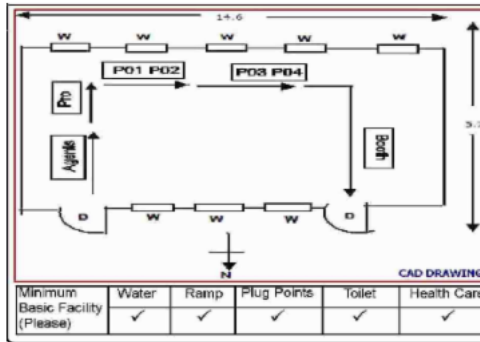 14.6
W W W W W
P01 P02 P03 P04
Pro
Agents
Booth
D W W W D
N
CAD DRAWING
Minimum Basic Facility (Please) Water Ramp Plug Points Toilet Health Care
✓ ✓ ✓ ✓ ✓